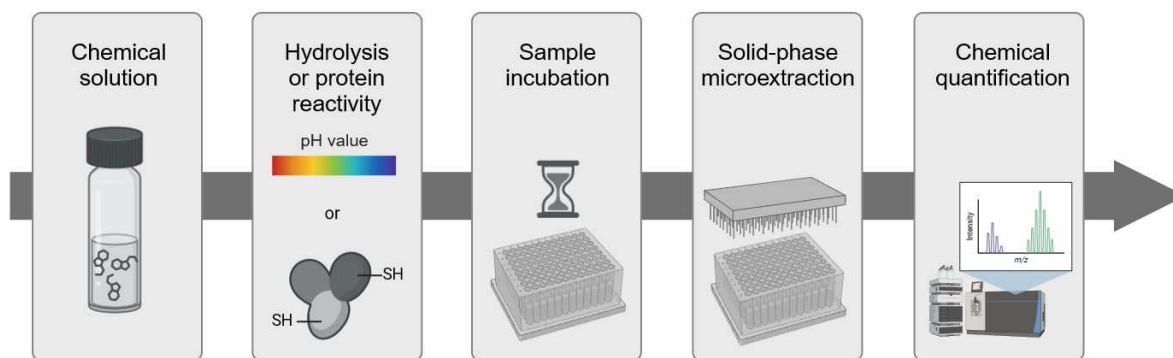 Chemical
solution
Hydrolysis
or protein
reactivity
pH value
or
SH
SH
Sample
incubation
Solid-phase
microextraction
Chemical
quantification
Intensity
m/z